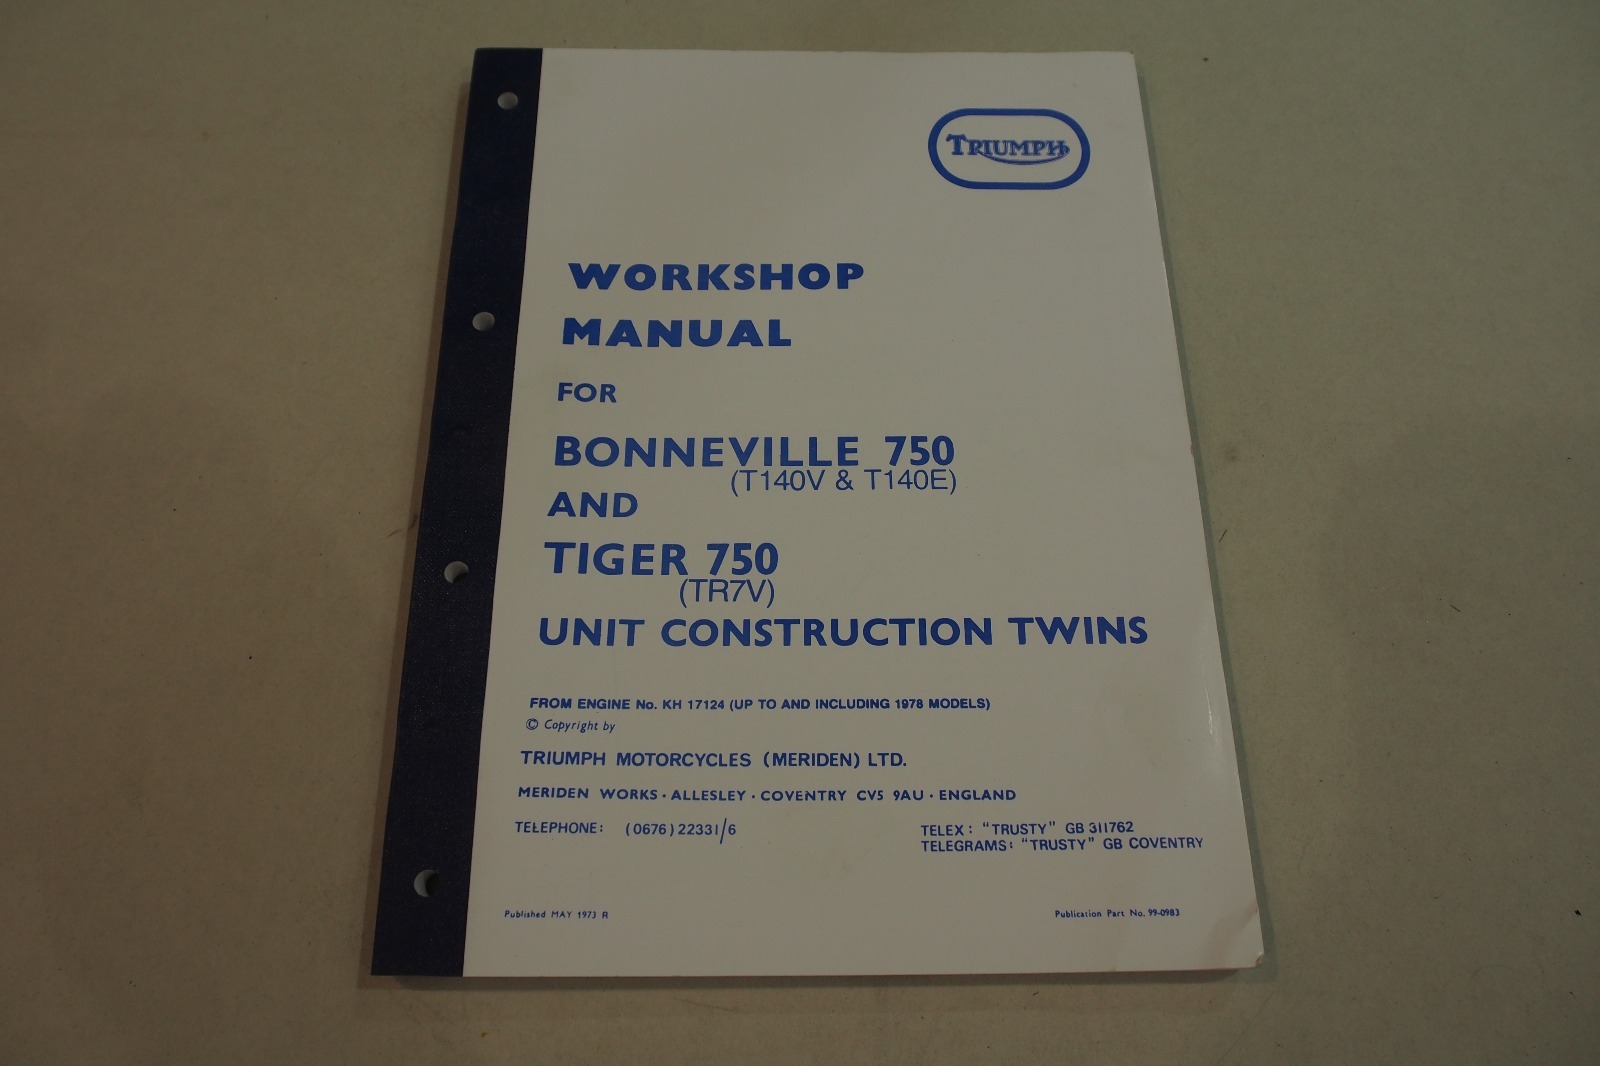 TRIUMPH
WORKSHOP
MANUAL
FOR
BONNEVILLE 750
(T140V & T140E)
AND
TIGER 750
(TR7V)
UNIT CONSTRUCTION TWINS
FROM ENGINE No. KH 17124 (UP TO AND INCLUDING 1978 MODELS)
© Copyright by
TRIUMPH MOTORCYCLES (MERIDEN) LTD.
MERIDEN WORKS · ALLESLEY · COVENTRY CV5 9AU · ENGLAND
TELEPHONE: (0676) 22331/6
TELEX: "TRUSTY" GB 311762
TELEGRAMS: "TRUSTY" GB COVENTRY
Published MAY 1973 R
Publication Part No. 99-0983